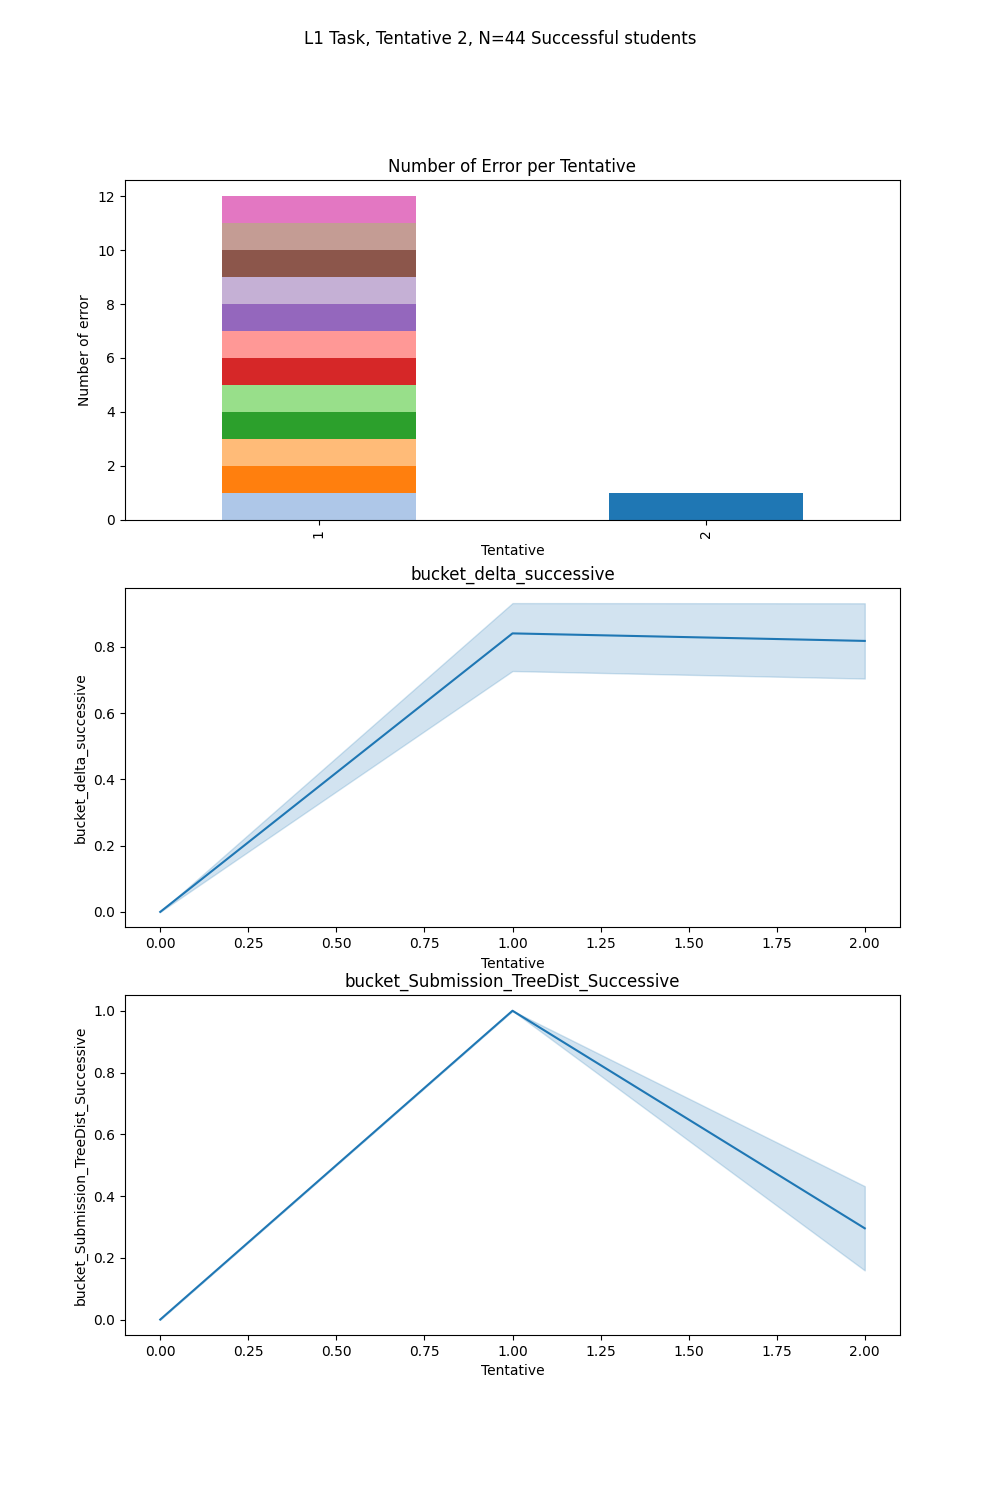 L1 Task, Tentative 2, N=44 Successful students
Number of Error per Tentative
12
10
8
6
4
2
0
Number of error
1
2
Tentative
bucket_delta_successive
0.8
0.6
0.4
0.2
0.0
bucket_delta_successive
0.00 0.25 0.50 0.75 1.00 1.25 1.50 1.75 2.00
Tentative
bucket_Submission_TreeDist_Successive
1.0
0.8
0.6
0.4
0.2
0.0
bucket_Submission_TreeDist_Successive
0.00 0.25 0.50 0.75 1.00 1.25 1.50 1.75 2.00
Tentative